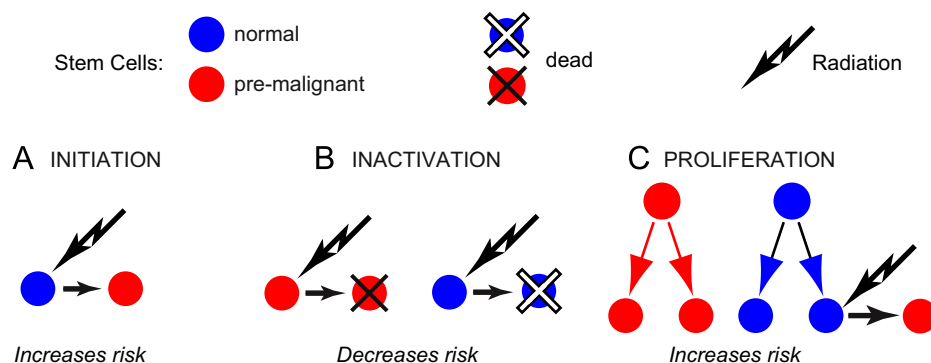 Stem Cells:
normal
pre-malignant
dead
Radiation
A INITIATION
B INACTIVATION
C PROLIFERATION
Increases risk
Decreases risk
Increases risk